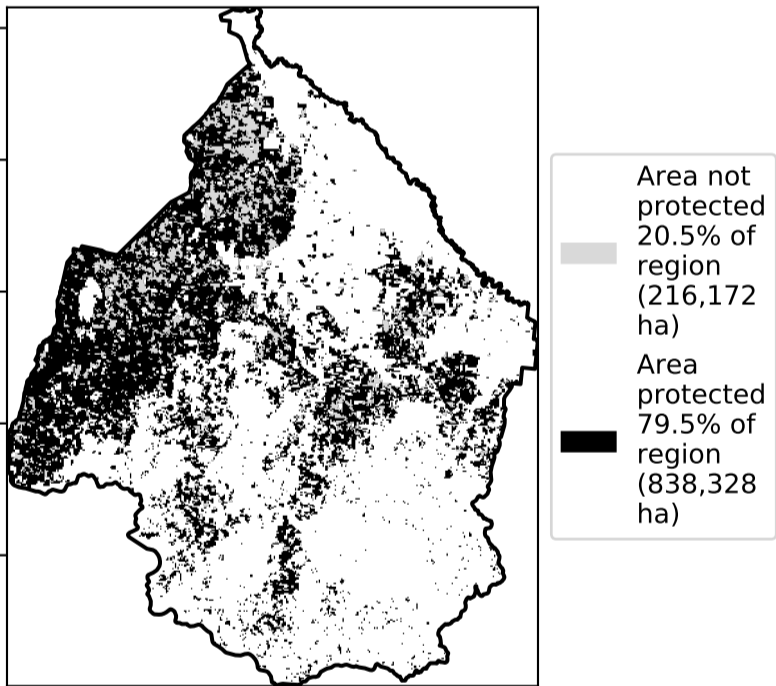 Area not
protected
20.5% of
region
(216,172
ha)
Area
protected
79.5% of
region
(838,328
ha)